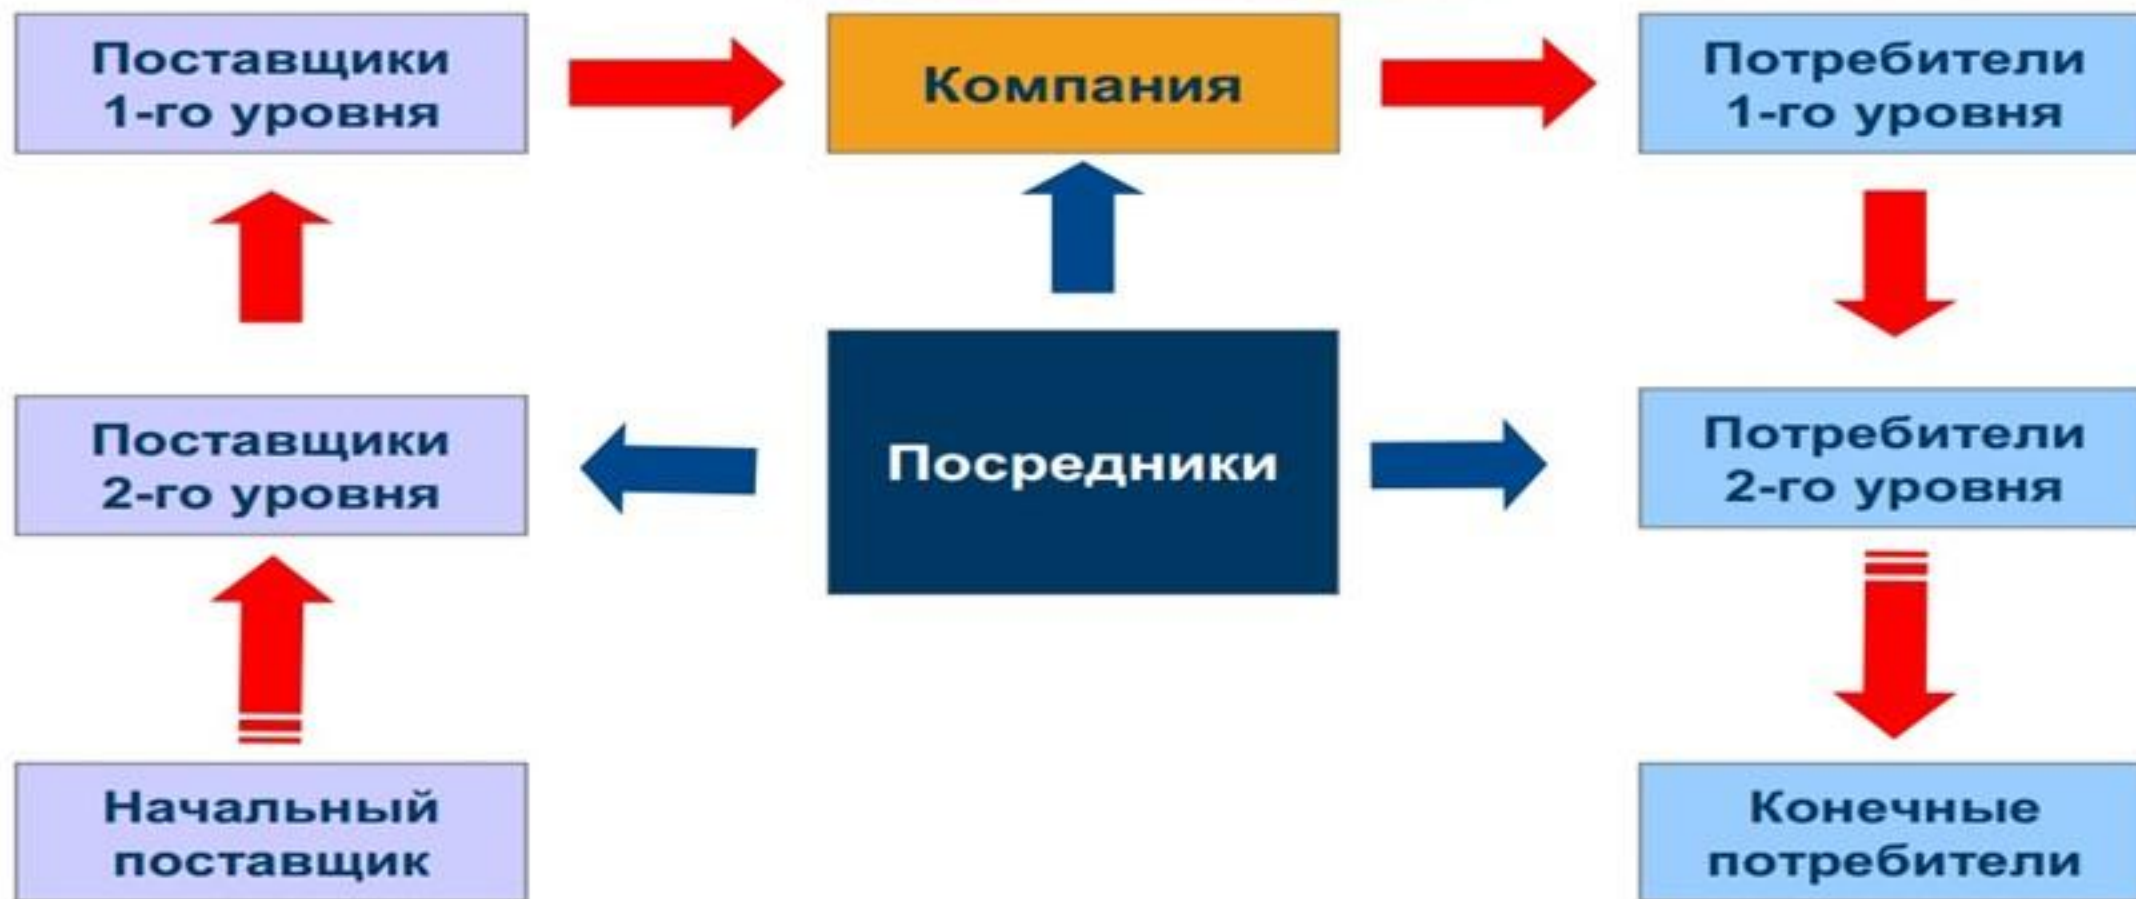 Поставщики
1-го уровня
Компания
Потребители
1-го уровня
Поставщики
2-го уровня
Посредники
Потребители
2-го уровня
Начальный
поставщик
Конечные
потребители